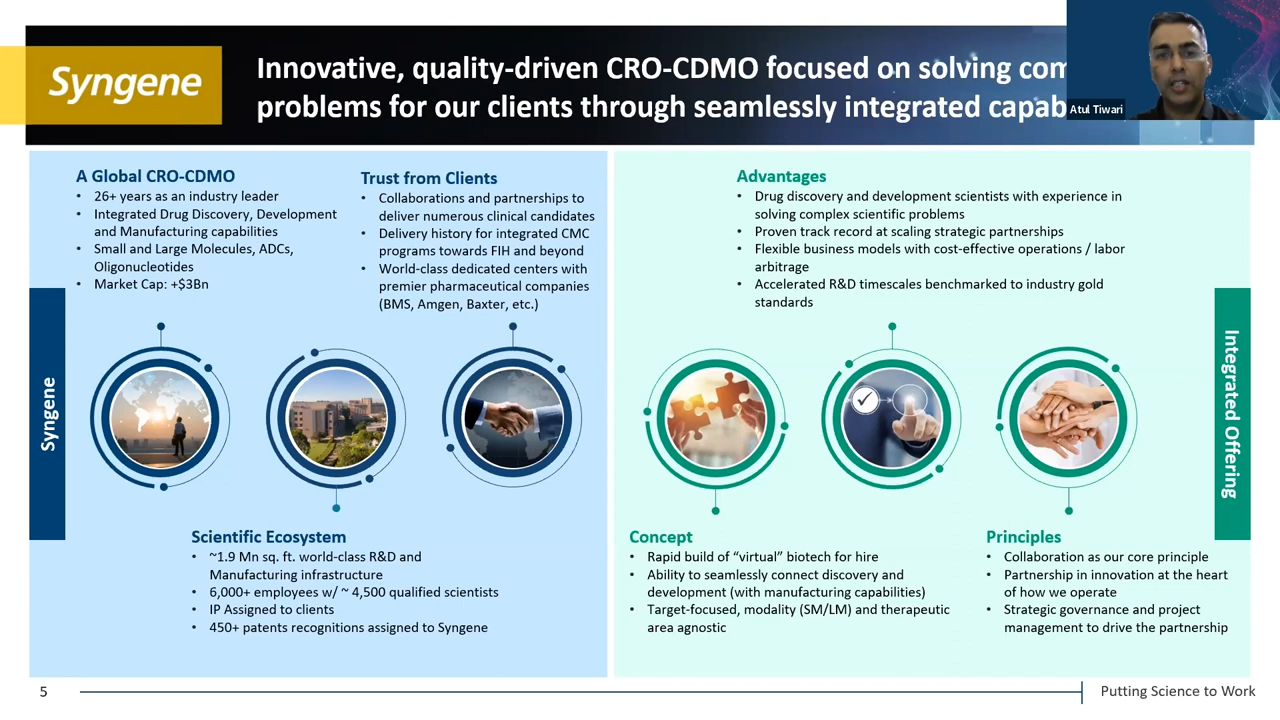 Syngene
Innovative, quality-driven CRO-CDMO focused on solving com
problems for our clients through seamlessly integrated capab
Atul Tiwari
A Global CRO-CDMO
• 26+ years as an industry leader
• Integrated Drug Discovery, Development
and Manufacturing capabilities
• Small and Large Molecules, ADCs,
Oligonucleotides
• Market Cap: +$3Bn
Trust from Clients
• Collaborations and partnerships to
deliver numerous clinical candidates
• Delivery history for integrated CMC
programs towards FIH and beyond
• World-class dedicated centers with
premier pharmaceutical companies
(BMS, Amgen, Baxter, etc.)
Advantages
• Drug discovery and development scientists with experience in
solving complex scientific problems
• Proven track record at scaling strategic partnerships
• Flexible business models with cost-effective operations / labor
arbitrage
• Accelerated R&D timescales benchmarked to industry gold
standards
Syngene
Integrated Offering
Scientific Ecosystem
• ~1.9 Mn sq. ft. world-class R&D and
Manufacturing infrastructure
• 6,000+ employees w/ ~ 4,500 qualified scientists
• IP Assigned to clients
• 450+ patents recognitions assigned to Syngene
Concept
• Rapid build of “virtual” biotech for hire
• Ability to seamlessly connect discovery and
development (with manufacturing capabilities)
• Target-focused, modality (SM/LM) and therapeutic
area agnostic
Principles
• Collaboration as our core principle
• Partnership in innovation at the heart
of how we operate
• Strategic governance and project
management to drive the partnership
5
Putting Science to Work